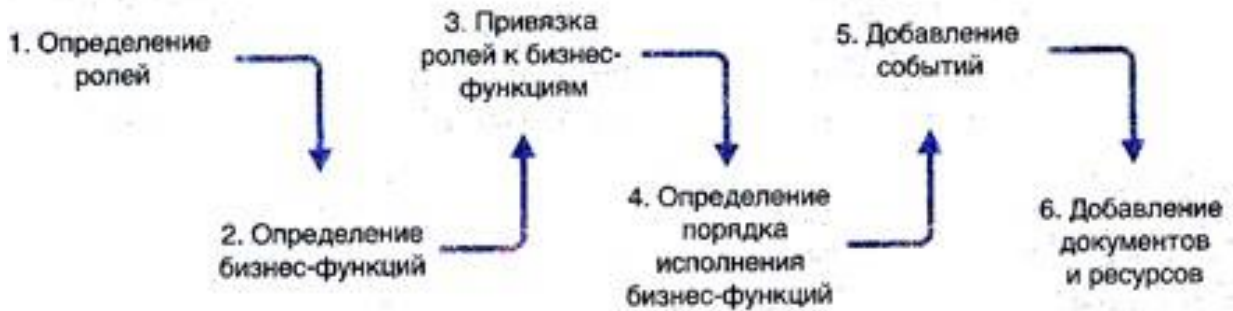 1. Определение
ролей
2. Определение
бизнес-функций
3. Привязка
ролей к бизнес-
функциям
4. Определение
порядка
исполнения
бизнес-функций
5. Добавление
событий
6. Добавление
документов
и ресурсов